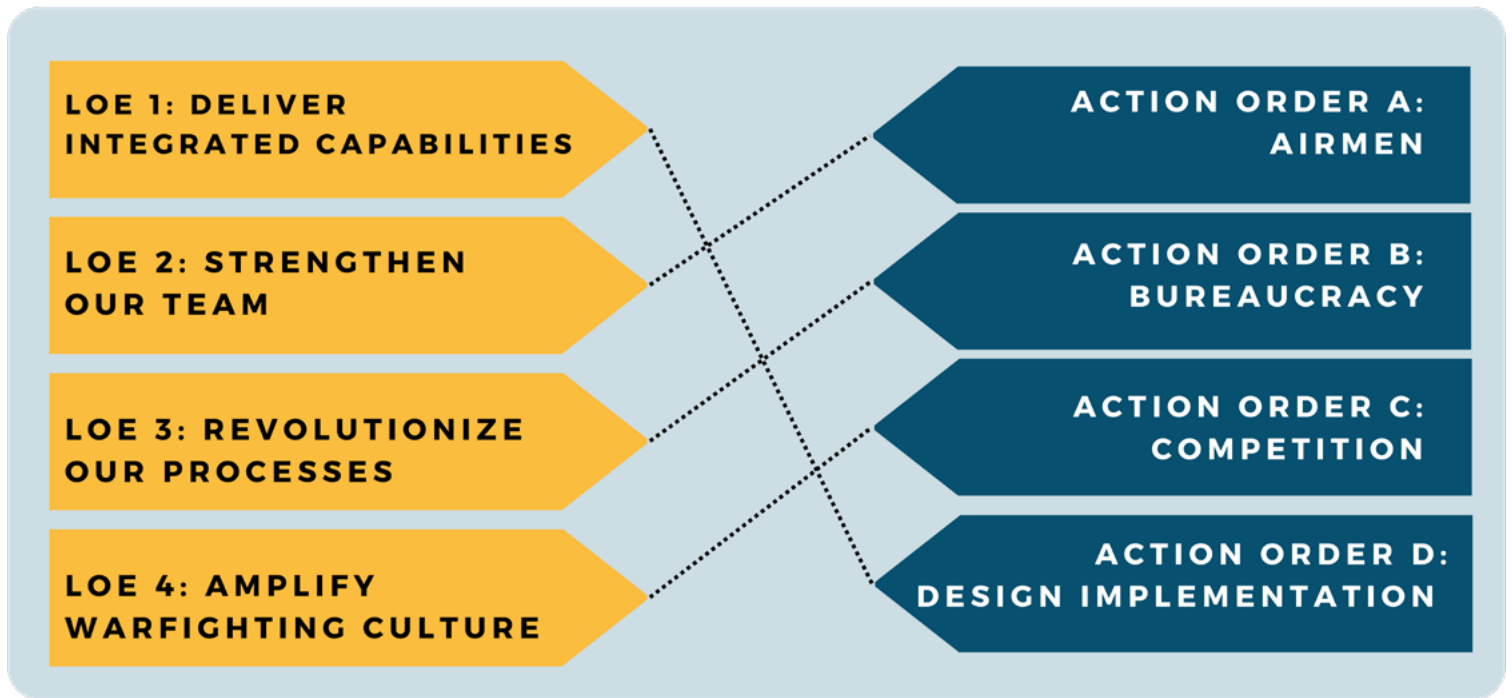 LOE 1: DELIVER
INTEGRATED CAPABILITIES
LOE 2: STRENGTHEN
OUR TEAM
LOE 3: REVOLUTIONIZE
OUR PROCESSES
LOE 4: AMPLIFY
WARFIGHTING CULTURE
ACTION ORDER A:
AIRMEN
ACTION ORDER B:
BUREAUCRACY
ACTION ORDER C:
COMPETITION
ACTION ORDER D:
DESIGN IMPLEMENTATION